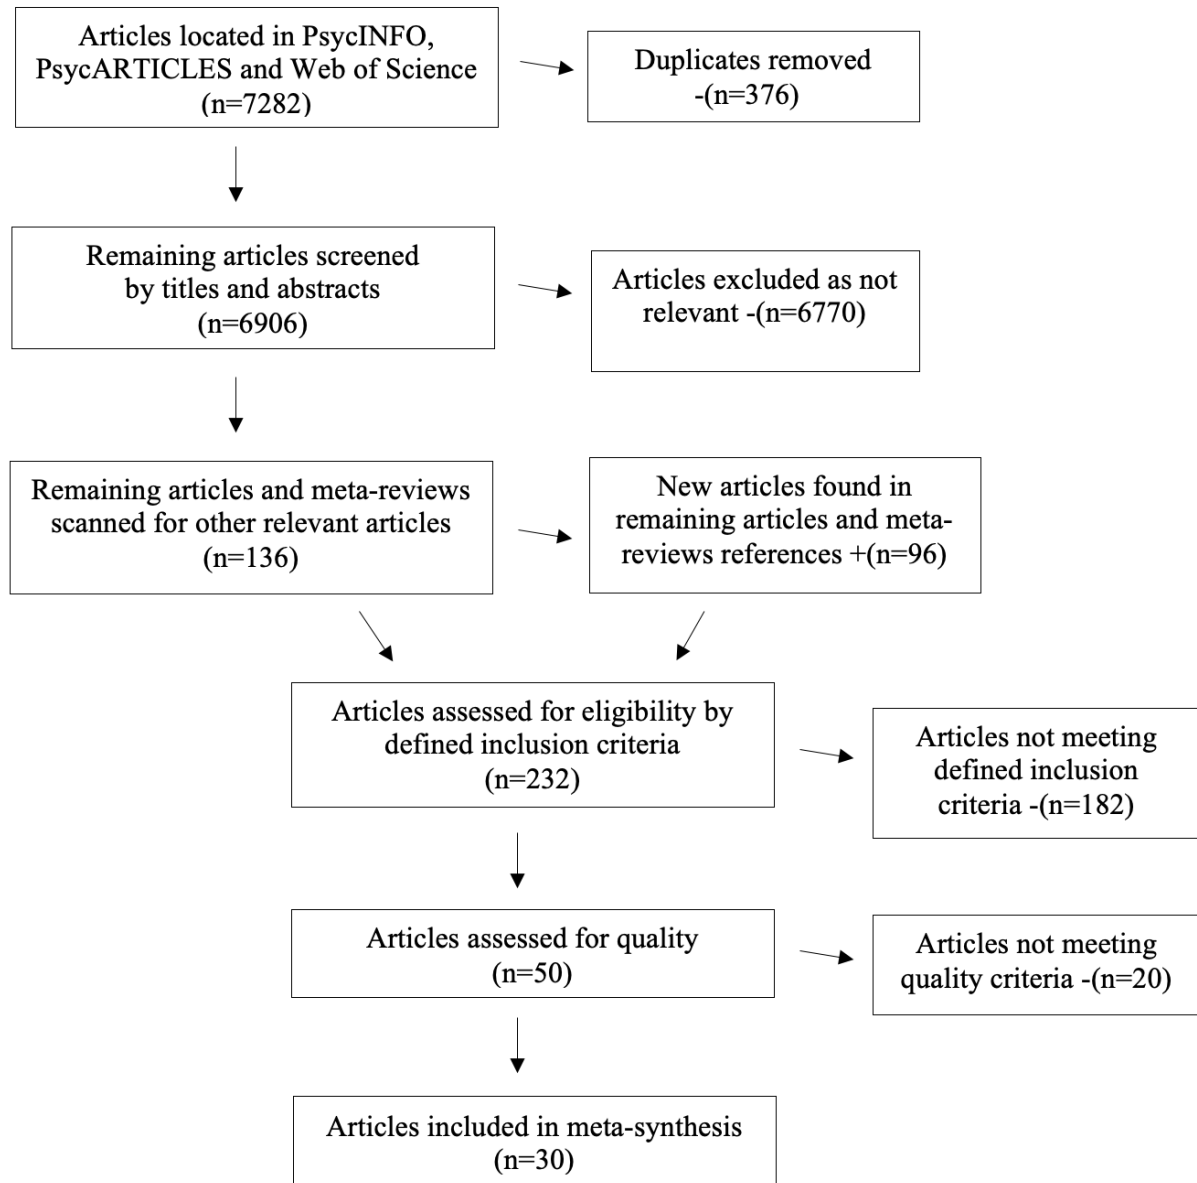 Articles located in PsycINFO,
PsycARTICLES and Web of Science
(n=7282)
Duplicates removed
-(n=376)
Remaining articles screened
by titles and abstracts
(n=6906)
Articles excluded as not
relevant -(n=6770)
Remaining articles and meta-reviews
scanned for other relevant articles
(n=136)
New articles found in
remaining articles and meta-
reviews references +(n=96)
Articles assessed for eligibility by
defined inclusion criteria
(n=232)
Articles not meeting
defined inclusion
criteria -(n=182)
Articles assessed for quality
(n=50)
Articles not meeting
quality criteria -(n=20)
Articles included in meta-synthesis
(n=30)